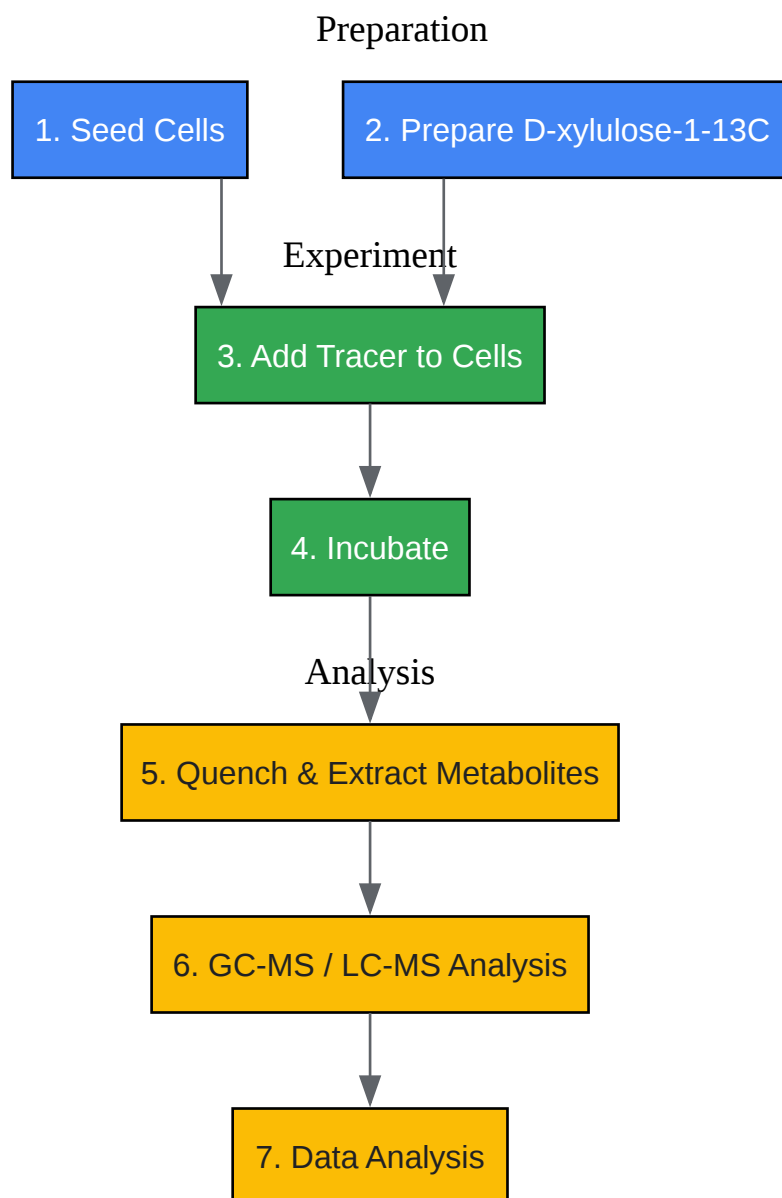 Preparation
1. Seed Cells
2. Prepare D-xylulose-1-13C
Experiment
3. Add Tracer to Cells
4. Incubate
Analysis
5. Quench & Extract Metabolites
6. GC-MS / LC-MS Analysis
7. Data Analysis